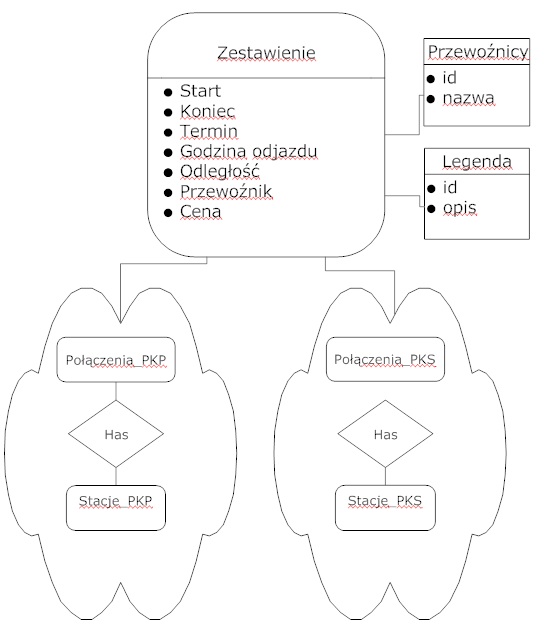 Zestawienie
Start
Koniec
Termin
Godzina odjazdu
Odległość
Przewoźnik
Cena
Przewoźnicy
id
nazwa
Legenda
id
opis
Połączenia_PKP
Has
Stacje_PKP
Połączenia_PKS
Has
Stacje_PKS